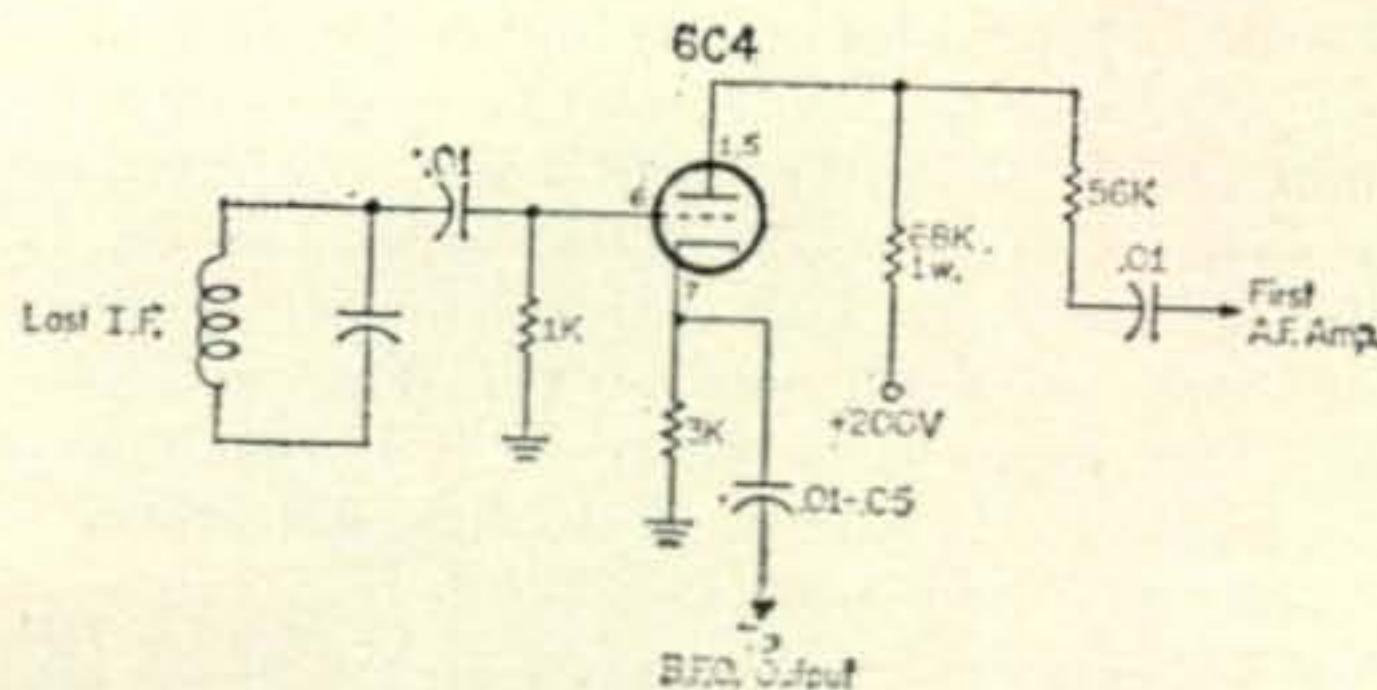 6C4
.01
1,5
6
7
Last I.F.
1K
3K
68K.
1w.
+200V
56K
.01
First
A.F. Amp.
.01-.05
To
B.F.O. Output